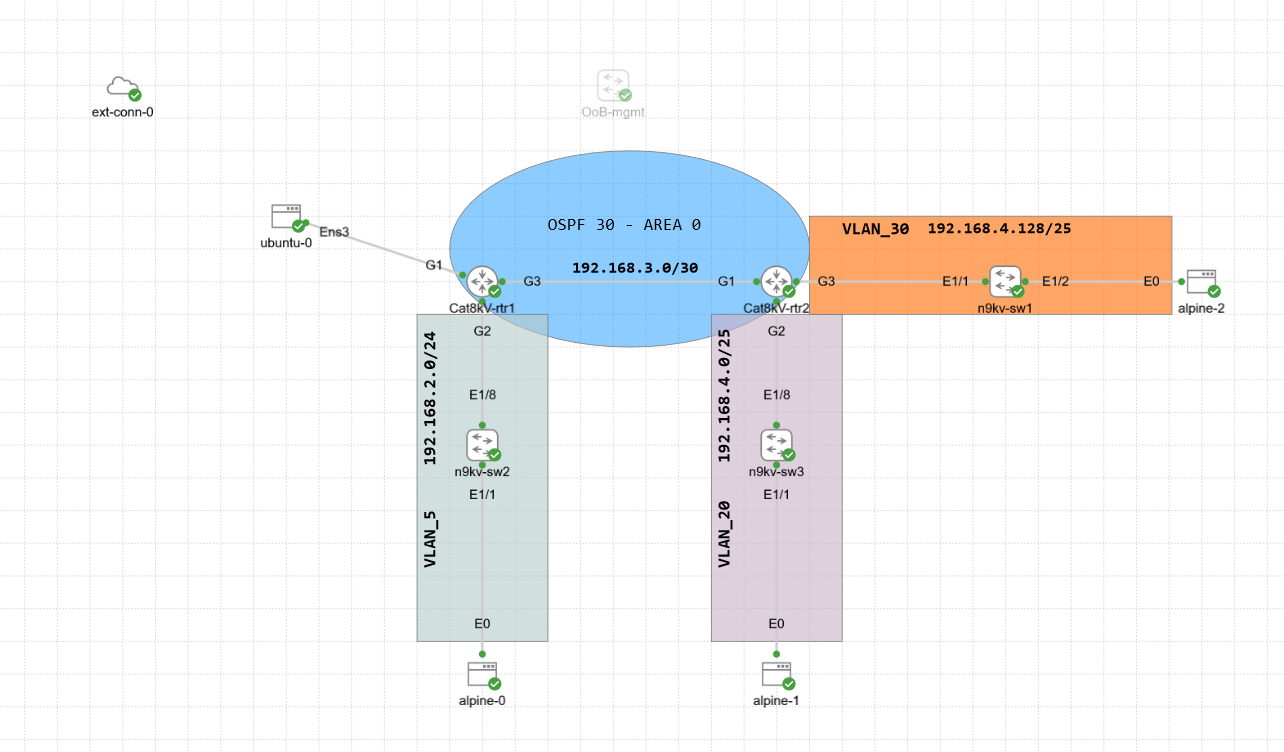 ext-conn-0
OoB-mgmt
ubuntu-0
Ens3
OSPF 30 - AREA 0
192.168.3.0/30
VLAN_30 192.168.4.128/25
G1
Cat8kV-rtr1
G3
G1
Cat8kV-rtr2
G3
E1/1
n9kv-sw1
E1/2
E0
alpine-2
192.168.2.0/24
VLAN_5
G2
E1/8
n9kv-sw2
E1/1
E0
alpine-0
192.168.4.0/25
VLAN_20
G2
E1/8
n9kv-sw3
E1/1
E0
alpine-1